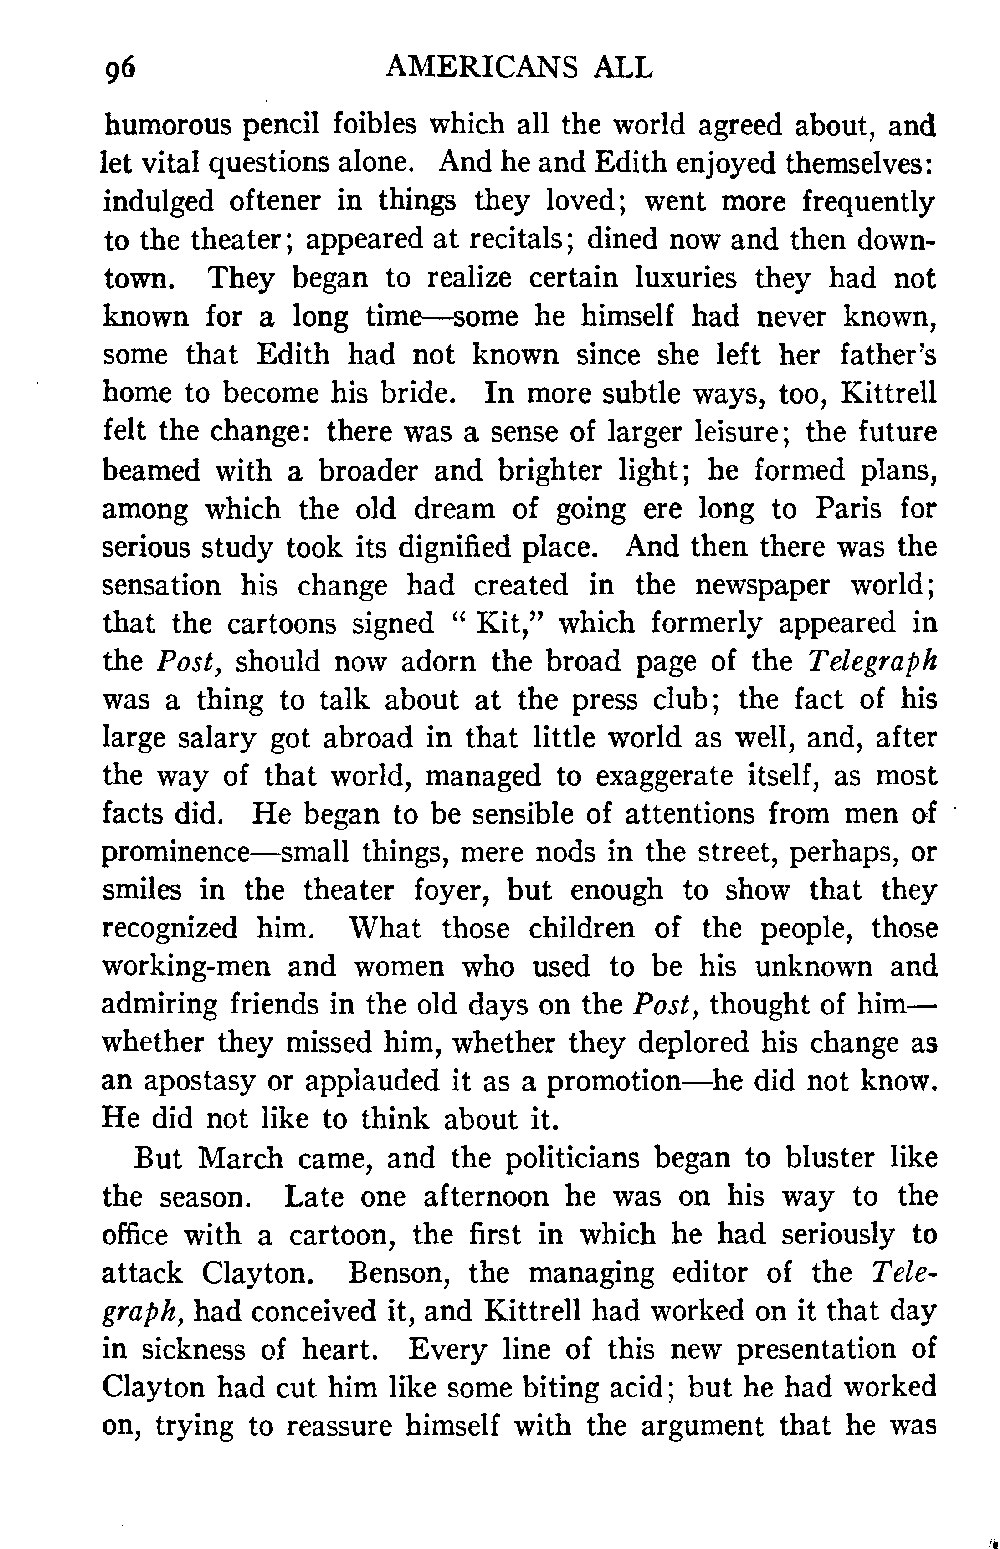 96 AMERICANS ALL
humorous pencil foibles which all the world agreed about, and
let vital questions alone. And he and Edith enjoyed themselves:
indulged oftener in things they loved; went more frequently
to the theater; appeared at recitals; dined now and then down-
town. They began to realize certain luxuries they had not
known for a long time—some he himself had never known,
some that Edith had not known since she left her father's
home to become his bride. In more subtle ways, too, Kittrell
felt the change: there was a sense of larger leisure; the future
beamed with a broader and brighter light; he formed plans,
among which the old dream of going ere long to Paris for
serious study took its dignified place. And then there was the
sensation his change had created in the newspaper world;
that the cartoons signed " Kit," which formerly appeared in
the Post, should now adorn the broad page of the Telegraph
was a thing to talk about at the press club; the fact of his
large salary got abroad in that little world as well, and, after
the way of that world, managed to exaggerate itself, as most
facts did. He began to be sensible of attentions from men of
prominence—small things, mere nods in the street, perhaps, or
smiles in the theater foyer, but enough to show that they
recognized him. What those children of the people, those
working-men and women who used to be his unknown and
admiring friends in the old days on the Post, thought of him—
whether they missed him, whether they deplored his change as
an apostasy or applauded it as a promotion—he did not know.
He did not like to think about it.
But March came, and the politicians began to bluster like
the season. Late one afternoon he was on his way to the
office with a cartoon, the first in which he had seriously to
attack Clayton. Benson, the managing editor of the Tele-
graph, had conceived it, and Kittrell had worked on it that day
in sickness of heart. Every line of this new presentation of
Clayton had cut him like some biting acid; but he had worked
on, trying to reassure himself with the argument that he was